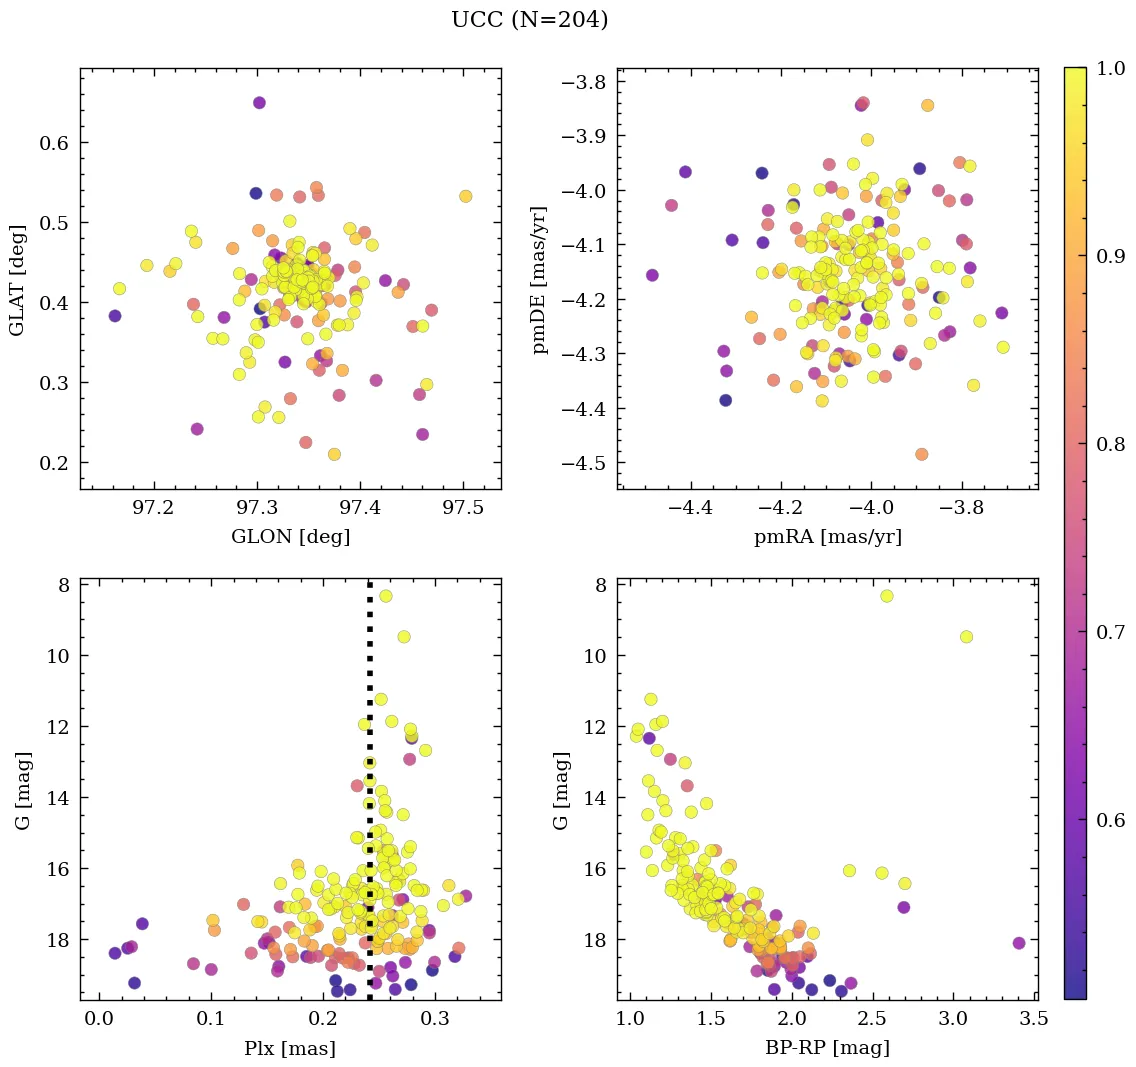 UCC (N=204)
0.6
0.5
0.4
0.3
0.2
GLAT [deg]
97.2 97.3 97.4 97.5
GLON [deg]
−3.8
−3.9
−4.0
−4.1
−4.2
−4.3
−4.4
−4.5
pmDE [mas/yr]
−4.4 −4.2 −4.0 −3.8
pmRA [mas/yr]
8
10
12
14
16
18
G [mag]
0.0 0.1 0.2 0.3
Plx [mas]
8
10
12
14
16
18
G [mag]
1.0 1.5 2.0 2.5 3.0 3.5
BP-RP [mag]
1.0
0.9
0.8
0.7
0.6